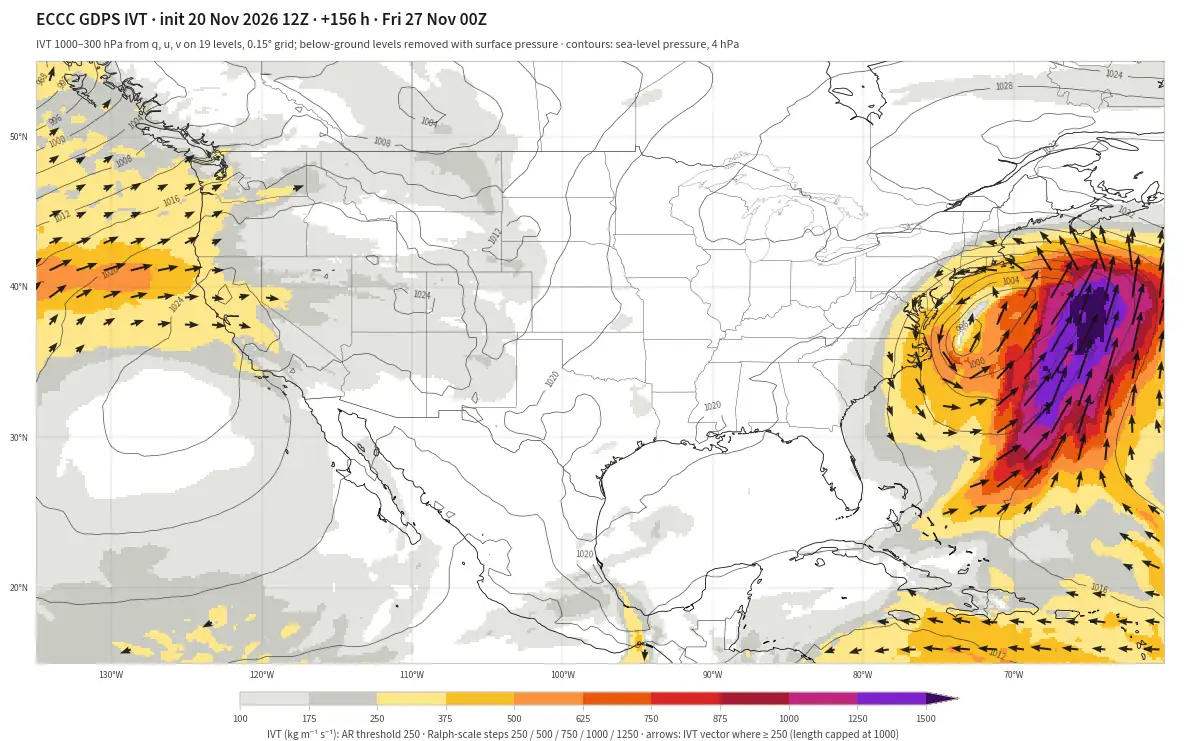 ECCC GDPS IVT · init 20 Nov 2026 12Z · +156 h · Fri 27 Nov 00Z
IVT 1000–300 hPa from q, u, v on 19 levels, 0.15° grid; below-ground levels removed with surface pressure · contours: sea-level pressure, 4 hPa
1024
1028
1004
996
1000
1004
1008
1008
50°N
1016
1012
1012
1020
1024
1024
1004
40°N
1000
1020
1020
30°N
1020
1016
20°N
1012
130°W 120°W 110°W 100°W 90°W 80°W 70°W
100 175 250 375 500 625 750 875 1000 1250 1500
IVT (kg m⁻¹ s⁻¹): AR threshold 250 · Ralph-scale steps 250 / 500 / 750 / 1000 / 1250 · arrows: IVT vector where ≥ 250 (length capped at 1000)